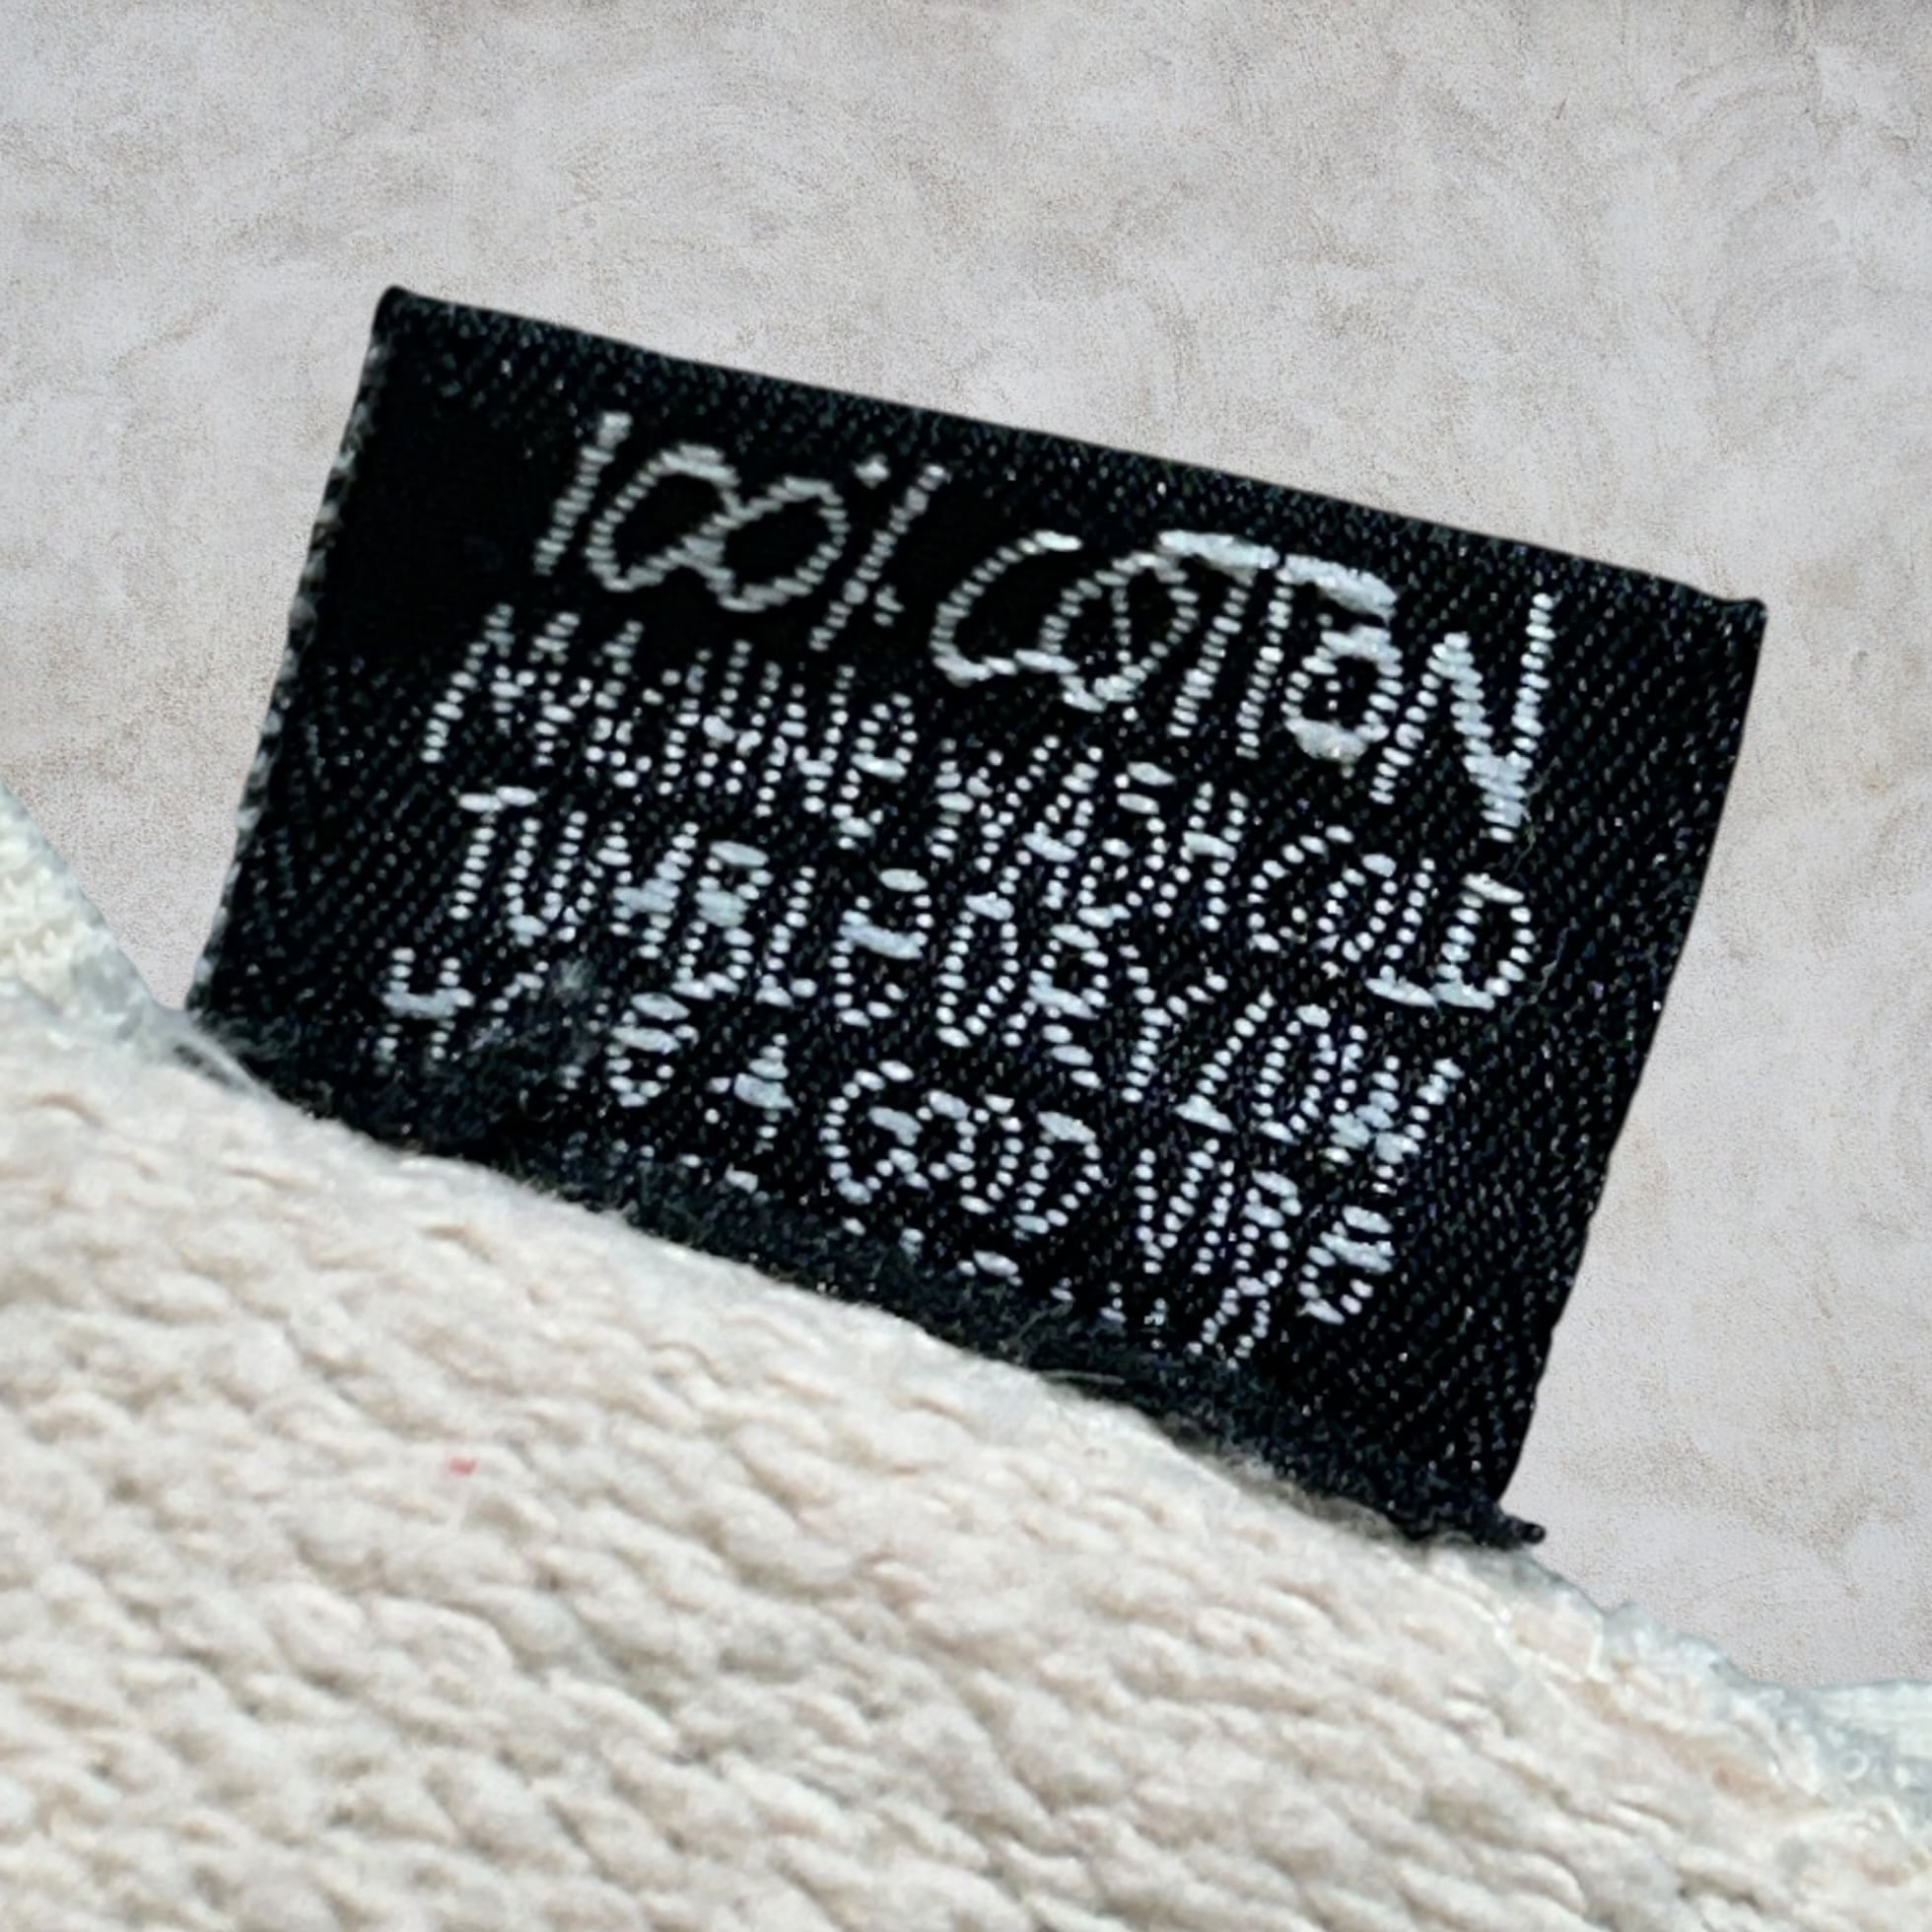 100% COTTON
MACHINE WASH COLD
TUMBLE DRY LOW
HAVE A GOOD VIBE